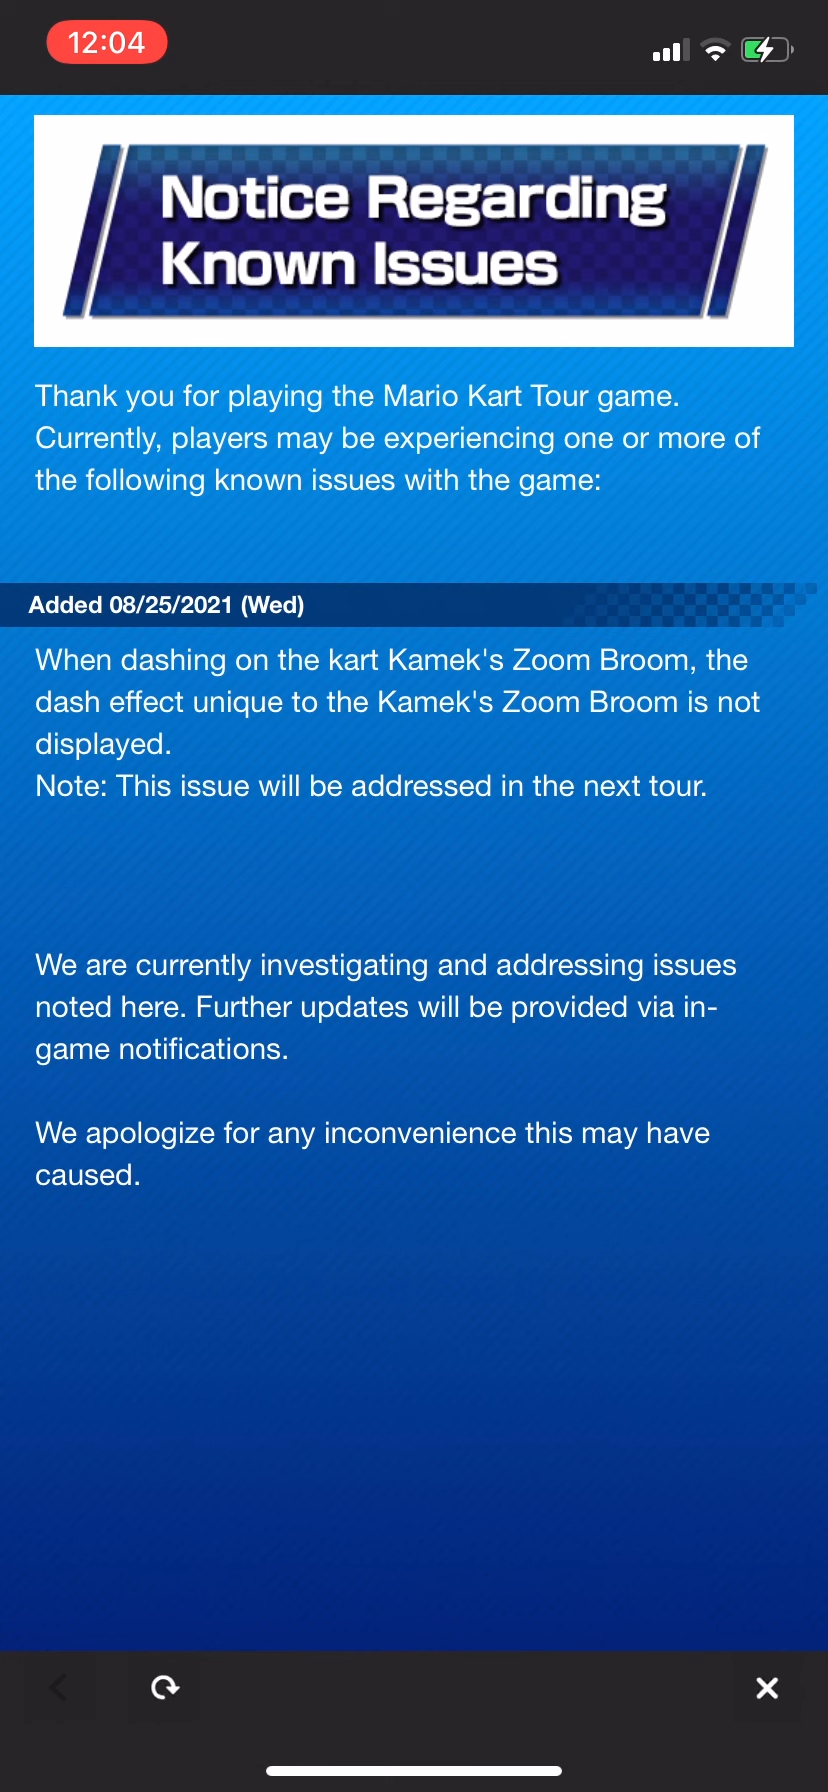 12:04
Notice Regarding
Known Issues
Thank you for playing the Mario Kart Tour game.
Currently, players may be experiencing one or more of
the following known issues with the game:
Added 08/25/2021 (Wed)
When dashing on the kart Kamek's Zoom Broom, the
dash effect unique to the Kamek's Zoom Broom is not
displayed.
Note: This issue will be addressed in the next tour.
We are currently investigating and addressing issues
noted here. Further updates will be provided via in-
game notifications.
We apologize for any inconvenience this may have
caused.